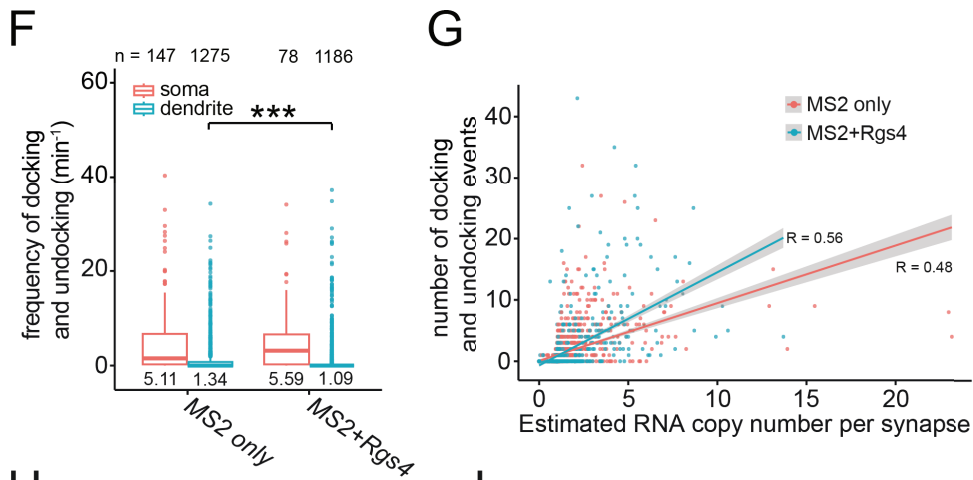 F
n = 147 1275 78 1186
60
40
20
0
frequency of docking
and undocking (min⁻¹)
soma
dendrite
***
5.11 1.34 5.59 1.09
MS2 only
MS2+Rgs4
G
number of docking
and undocking events
40
30
20
10
0
MS2 only
MS2+Rgs4
R = 0.56
R = 0.48
0 5 10 15 20
Estimated RNA copy number per synapse